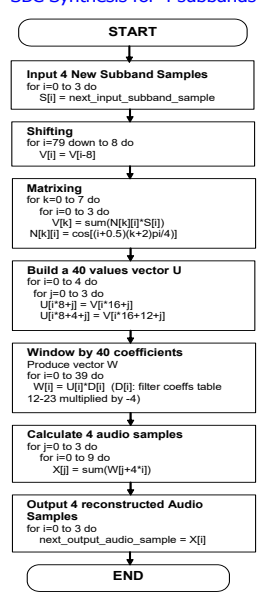 START
Input 4 New Subband Samples
for i=0 to 3 do
S[i] = next_input_subband_sample
Shifting
for i=79 down to 8 do
V[i] = V[i-8]
Matrixing
for k=0 to 7 do
for i=0 to 3 do
V[k] = sum(N[k][i]*S[i])
N[k][i] = cos[(i+0.5)(k+2)pi/4)]
Build a 40 values vector U
for i=0 to 4 do
for j=0 to 3 do
U[i*8+j] = V[i*16+j]
U[i*8+4+j] = V[i*16+12+j]
Window by 40 coefficients
Produce vector W
for i=0 to 39 do
W[i] = U[i]*D[i] (D[i]: filter coeffs table
12-23 multiplied by -4)
Calculate 4 audio samples
for j=0 to 3 do
for i=0 to 9 do
X[j] = sum(W[j+4*i])
Output 4 reconstructed Audio
Samples
for i=0 to 3 do
next_output_audio_sample = X[i]
END